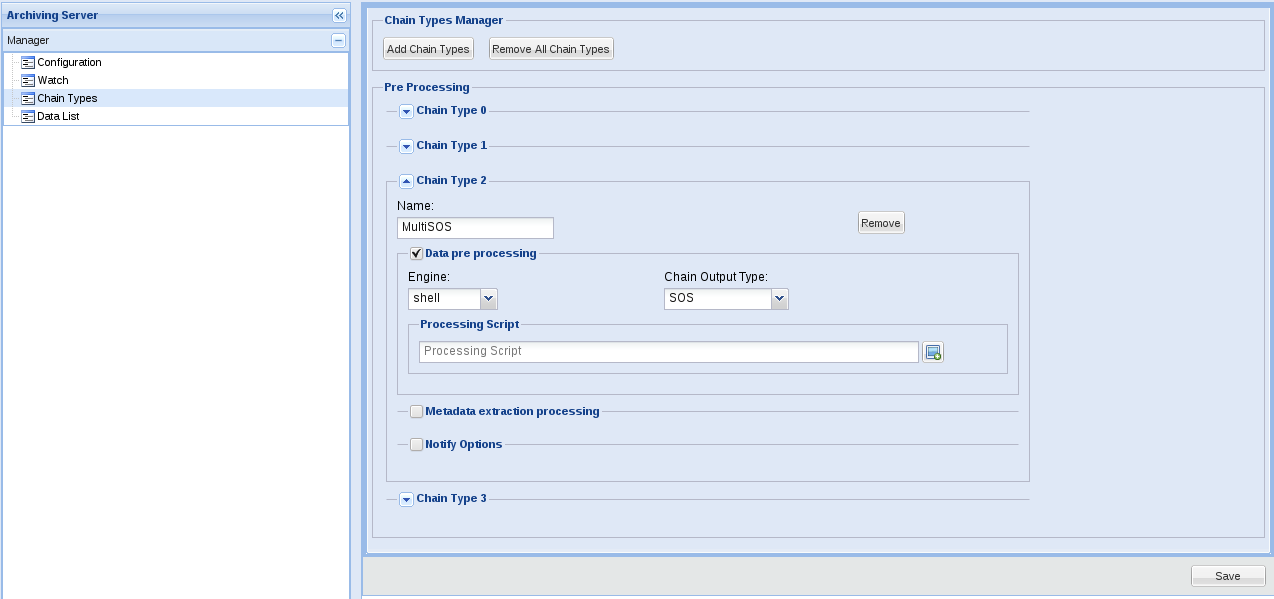 Archiving Server
Manager
Configuration
Watch
Chain Types
Data List
Chain Types Manager
Add Chain Types
Remove All Chain Types
Pre Processing
Chain Type 0
Chain Type 1
Chain Type 2
Name:
MultiSOS
Remove
Data pre processing
Engine:
Chain Output Type:
shell
SOS
Processing Script
Processing Script
Metadata extraction processing
Notify Options
Chain Type 3
Save